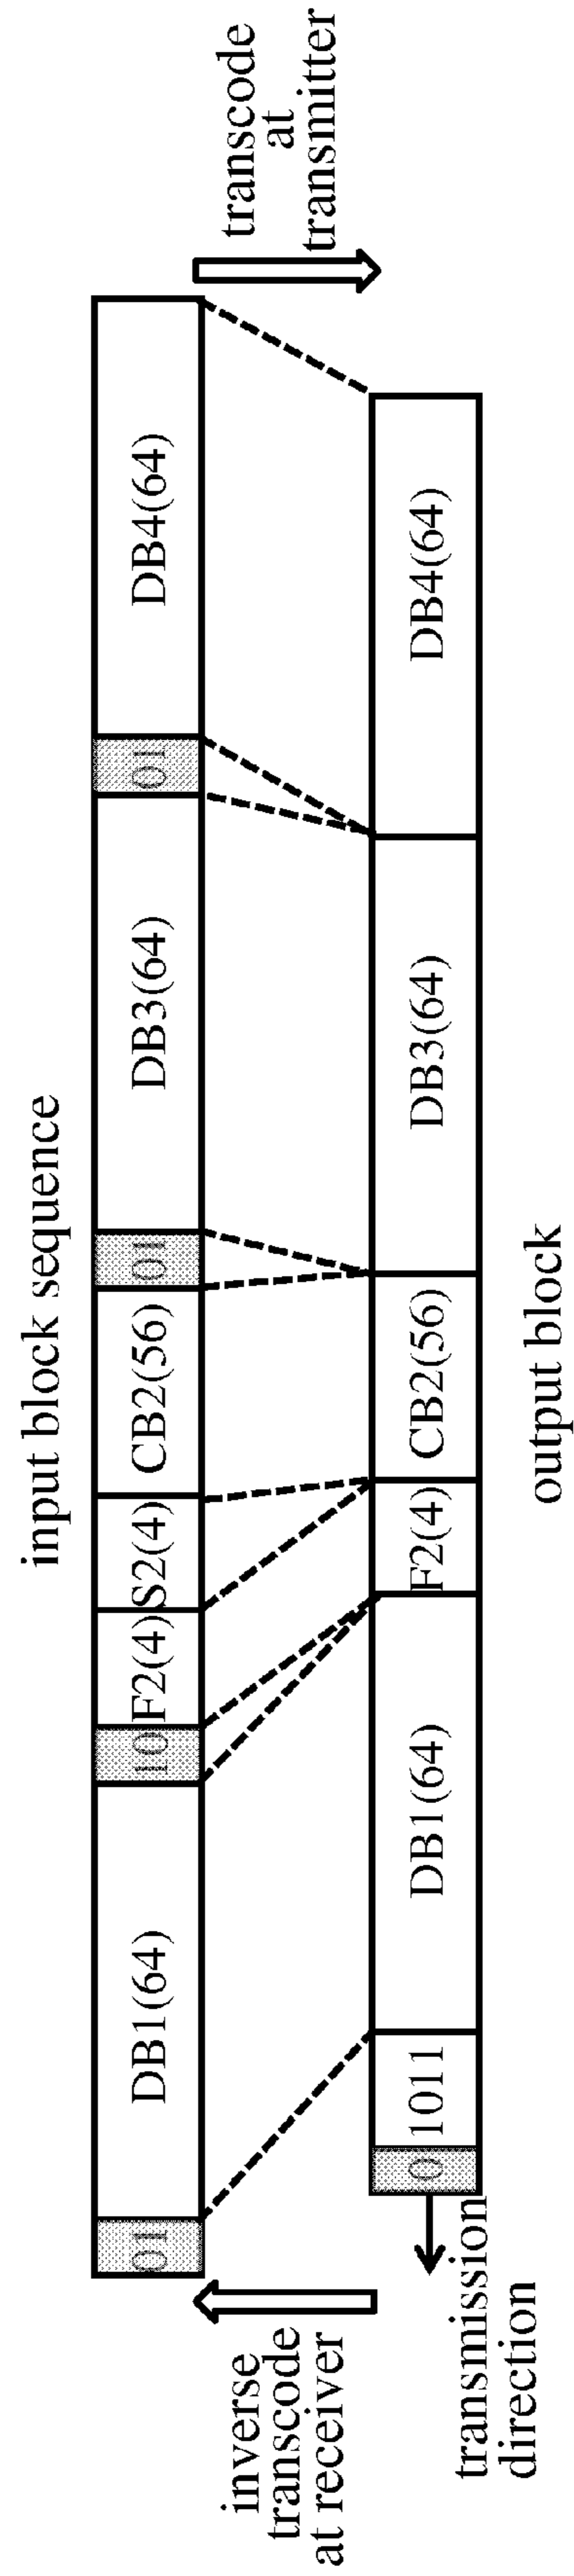 input block sequence
01 DB1(64) 10 F2(4) S2(4) CB2(56) 01 DB3(64) 01 DB4(64)
inverse
transcode
at receiver
transcode
at
transmitter
0 1011 DB1(64) F2(4) CB2(56) DB3(64) DB4(64)
transmission
direction
output block